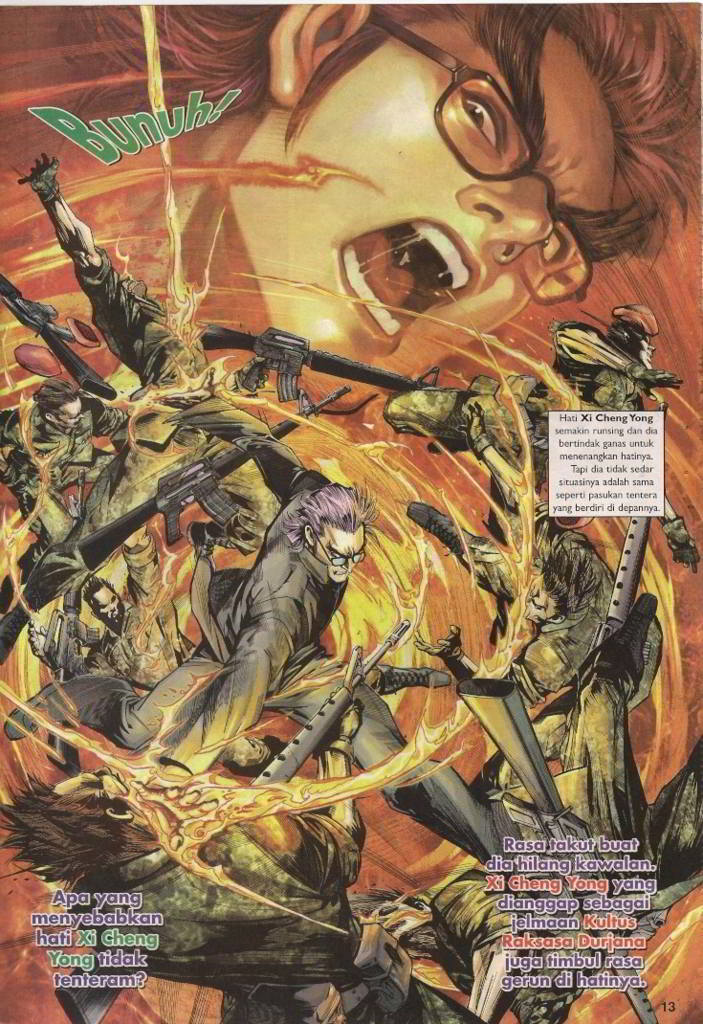 Bunuh!
Hati Xi Cheng Yong
semakin runsing dan dia
bertindak ganas untuk
menenangkan hatinya.
Tapi dia tidak sedar
situasinya adalah sama
seperti pasukan tentera
yang berdiri di depannya.
Rasa takut buat
dia hilang kawalan.
Xi Cheng Yong yang
dianggap sebagai
jelmaan Kultus
Raksasa Durjana
juga timbul rasa
gerun di hatinya.
Apa yang
menyebabkan
hati Xi Cheng
Yong tidak
tenteram?
13